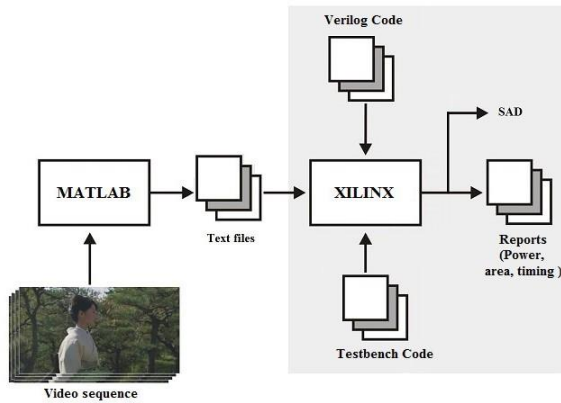 Verilog Code
SAD
MATLAB
XILINX
Text files
Reports
(Power,
area, timing )
Testbench Code
Video sequence